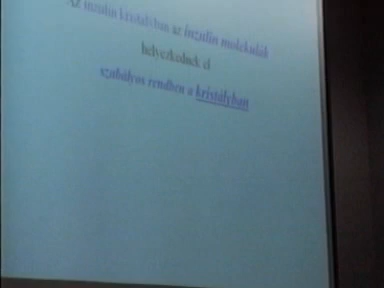 Az inzulin kristályban az inzulin molekulák
helyezkednek el
szabályos rendben a kristályban